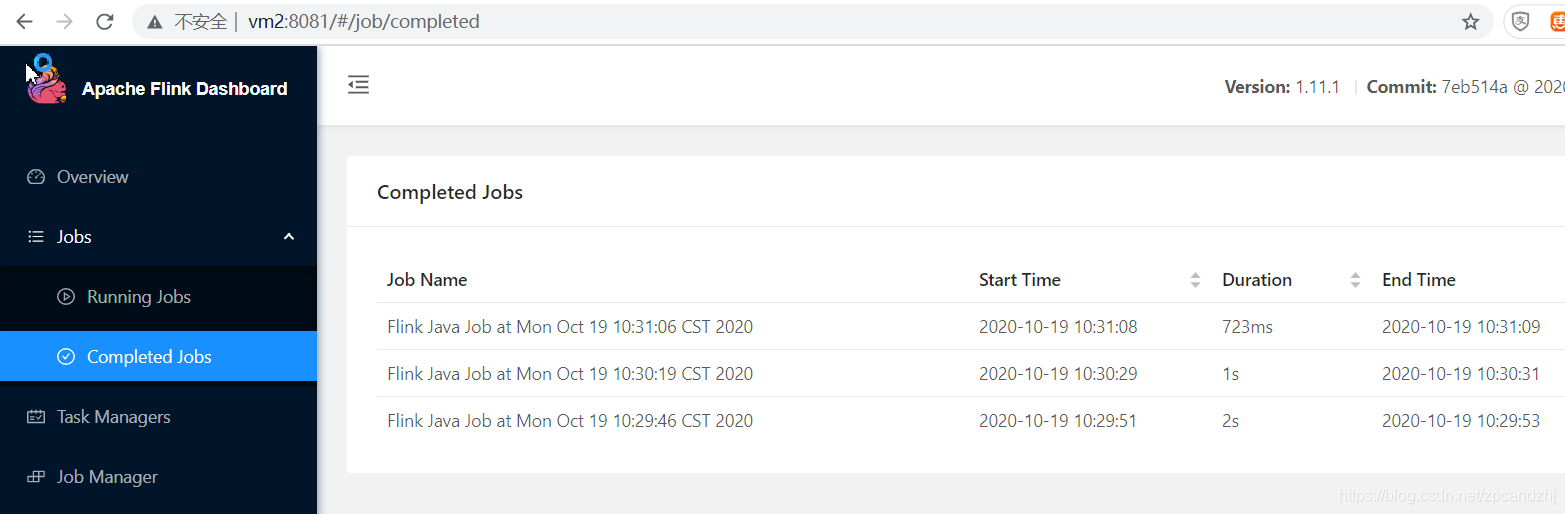 不安全 | vm2:8081/#/job/completed
Apache Flink Dashboard
Version: 1.11.1 | Commit: 7eb514a @ 2020
Overview
Jobs
Running Jobs
Completed Jobs
Task Managers
Job Manager
Completed Jobs
Job Name Start Time Duration End Time
Flink Java Job at Mon Oct 19 10:31:06 CST 2020 2020-10-19 10:31:08 723ms 2020-10-19 10:31:09
Flink Java Job at Mon Oct 19 10:30:19 CST 2020 2020-10-19 10:30:29 1s 2020-10-19 10:30:31
Flink Java Job at Mon Oct 19 10:29:46 CST 2020 2020-10-19 10:29:51 2s 2020-10-19 10:29:53
https://blog.csdn.net/zpcandzhj